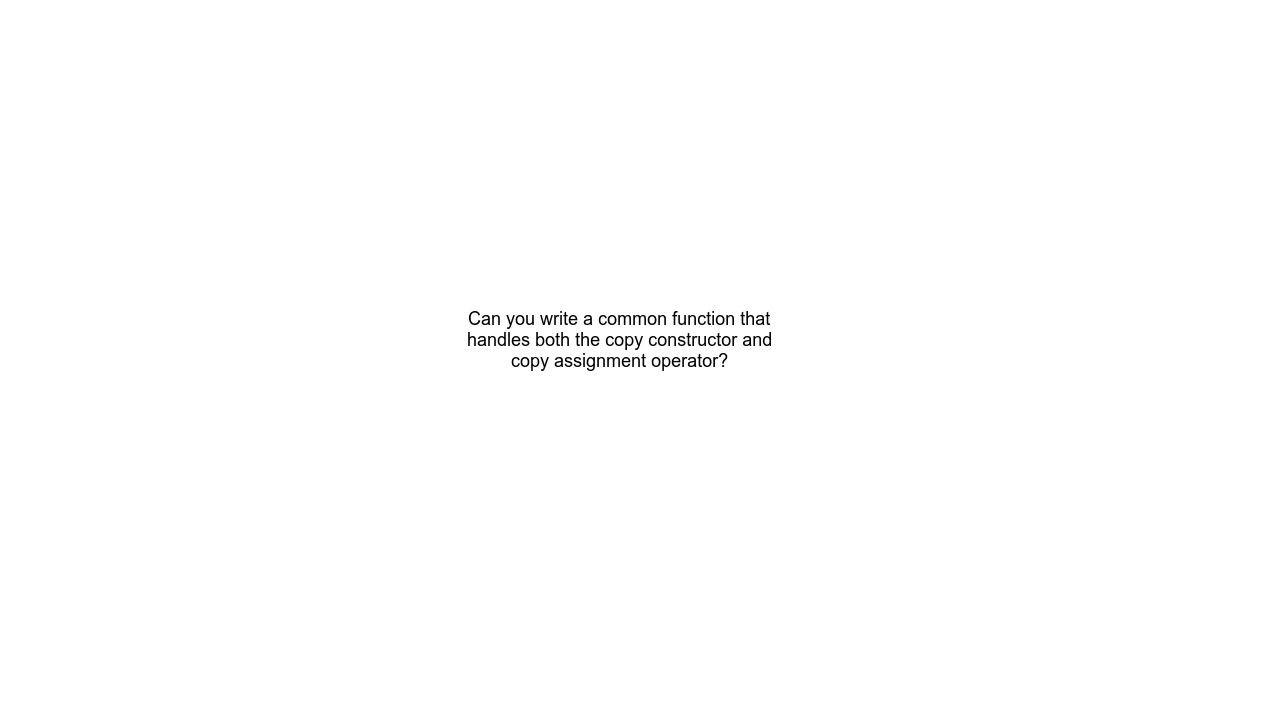 Can you write a common function that
handles both the copy constructor and
copy assignment operator?